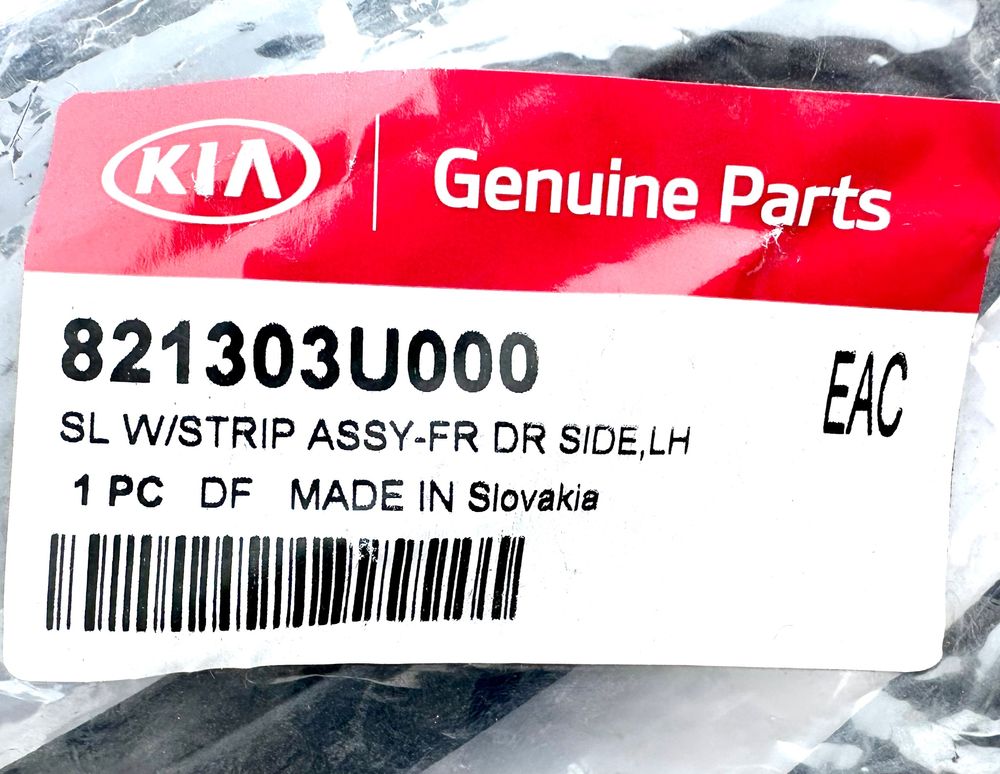 KIA Genuine Parts
821303U000
EAC
SL W/STRIP ASSY-FR DR SIDE,LH
1 PC DF MADE IN Slovakia